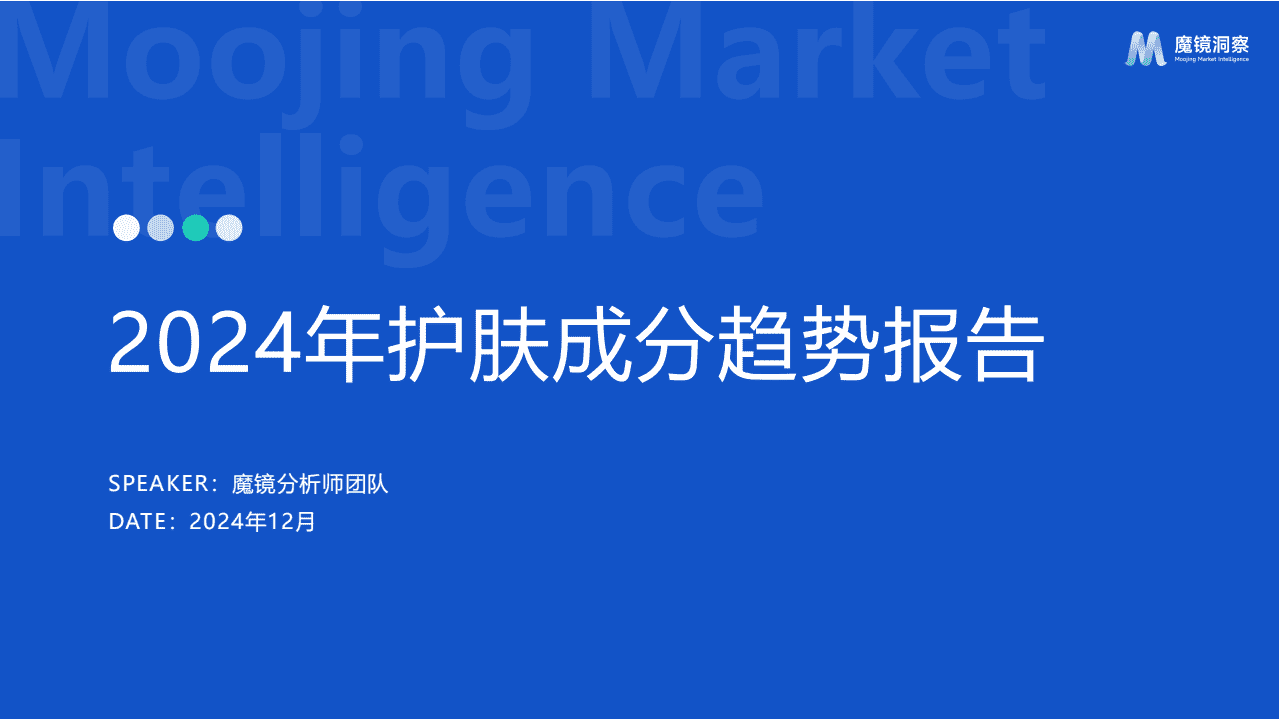 Moojing Market
Intelligence
魔镜洞察
Moojing Market Intelligence
2024年护肤成分趋势报告
SPEAKER：魔镜分析师团队
DATE：2024年12月